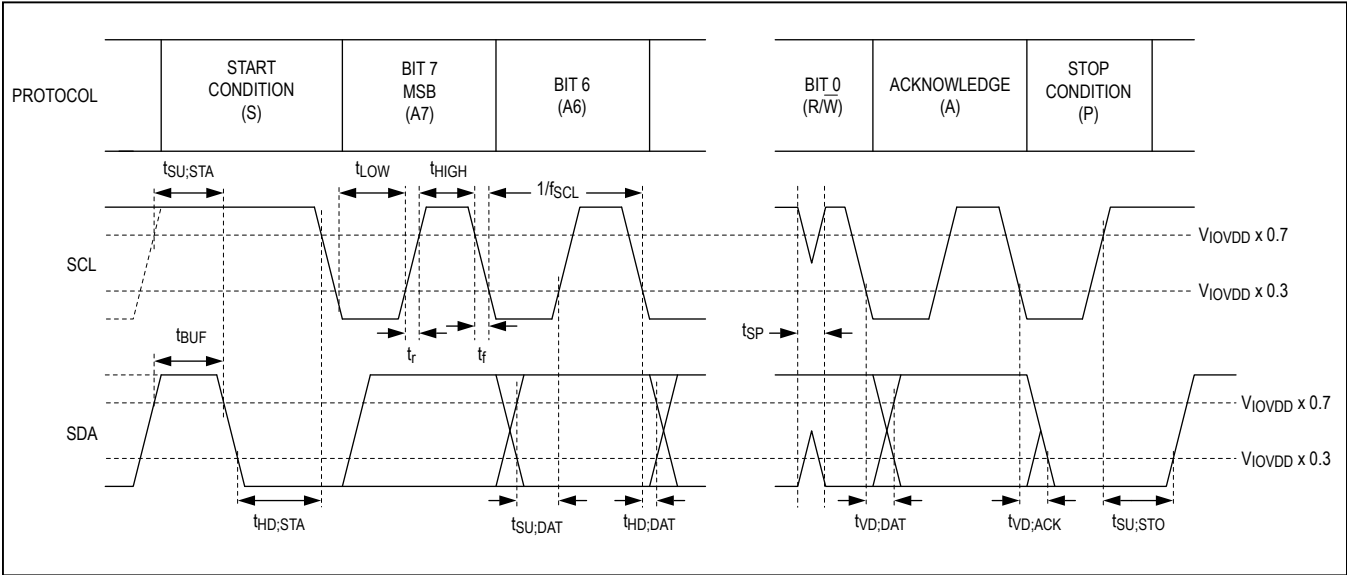 PROTOCOL
START
CONDITION
(S)
BIT 7
MSB
(A7)
BIT 6
(A6)
BIT 0
(R/W̅)
ACKNOWLEDGE
(A)
STOP
CONDITION
(P)
tSU;STA
tLOW
tHIGH
1/fSCL
SCL
VIOVDD x 0.7
VIOVDD x 0.3
tBUF
tr
tf
tSP
SDA
VIOVDD x 0.7
VIOVDD x 0.3
tHD;STA
tSU;DAT
tHD;DAT
tVD;DAT
tVD;ACK
tSU;STO